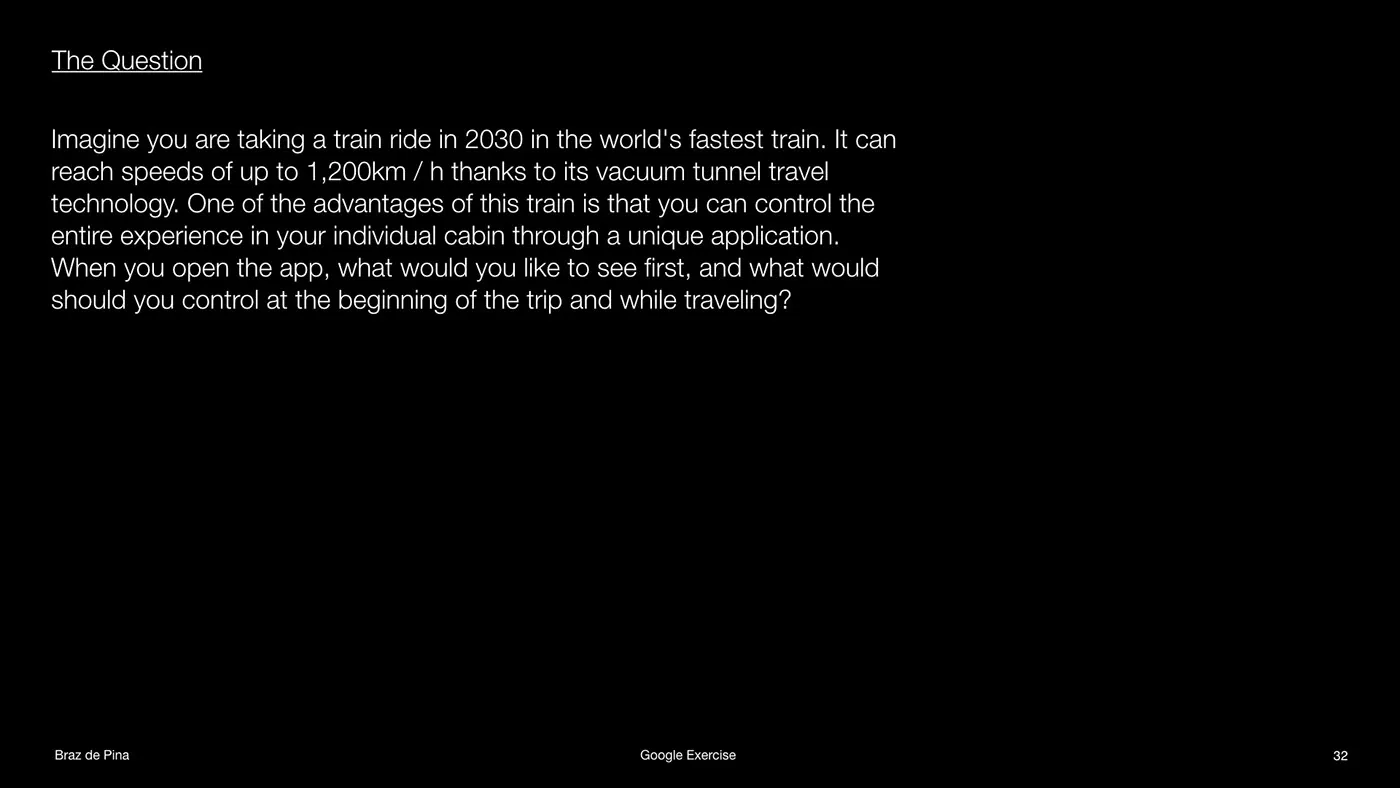 The Question
Imagine you are taking a train ride in 2030 in the world's fastest train. It can
reach speeds of up to 1,200km / h thanks to its vacuum tunnel travel
technology. One of the advantages of this train is that you can control the
entire experience in your individual cabin through a unique application.
When you open the app, what would you like to see first, and what would
should you control at the beginning of the trip and while traveling?
Braz de Pina
Google Exercise
32